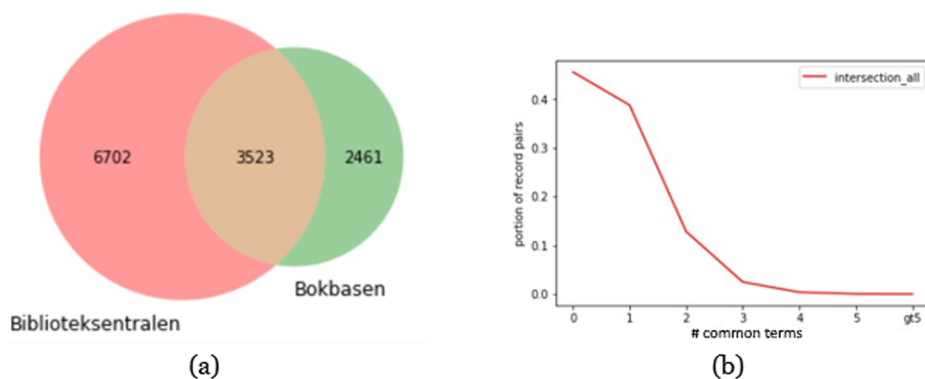 6702
3523
2461
Bokbasen
Biblioteksentralen
(a)
intersection_all
portion of record pairs
0.4
0.3
0.2
0.1
0.0
0 1 2 3 4 5 gt5
# common terms
(b)